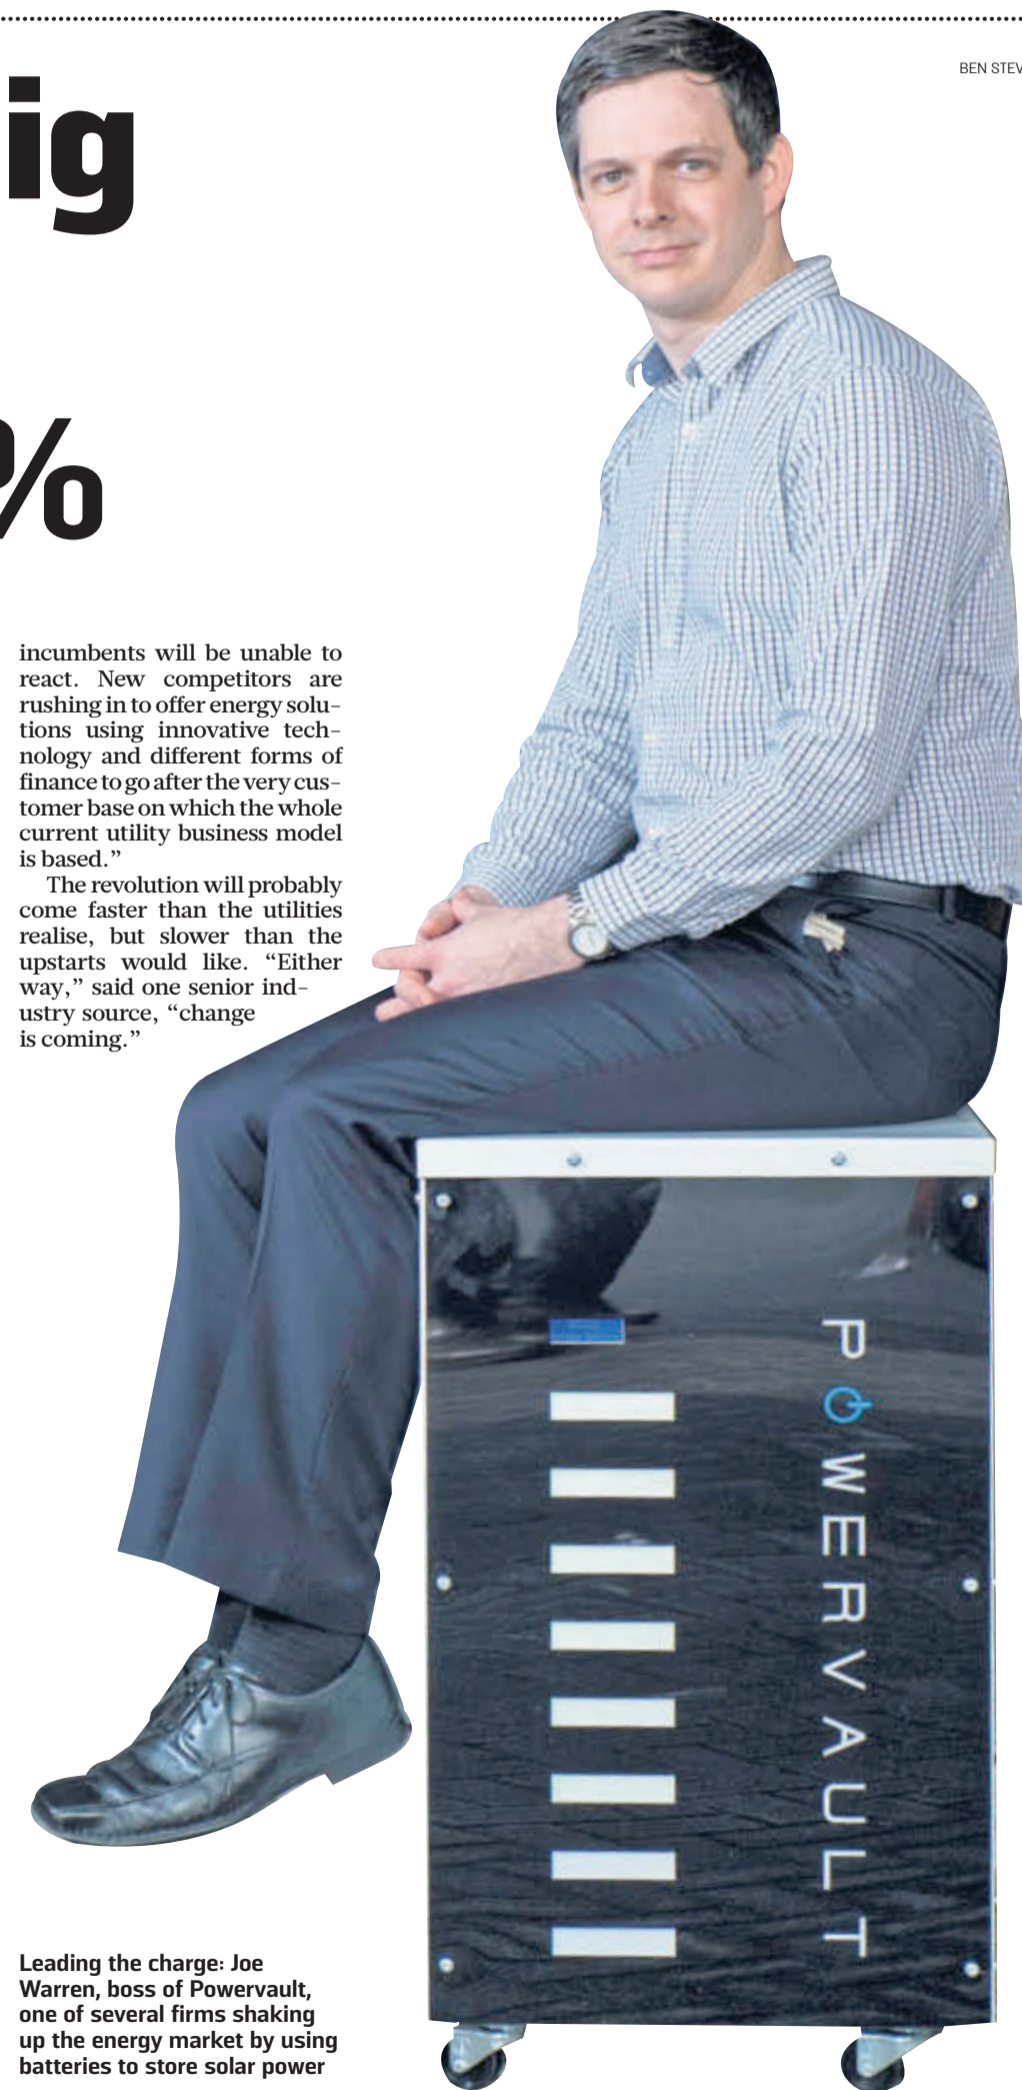 BEN STEV
ig
%
incumbents will be unable to
react. New competitors are
rushing in to offer energy solu-
tions using innovative tech-
nology and different forms of
finance to go after the very cus-
tomer base on which the whole
current utility business model
is based.”
The revolution will probably
come faster than the utilities
realise, but slower than the
upstarts would like. “Either
way,” said one senior ind-
ustry source, “change
is coming.”
POWERVAULT
Leading the charge: Joe
Warren, boss of Powervault,
one of several firms shaking
up the energy market by using
batteries to store solar power